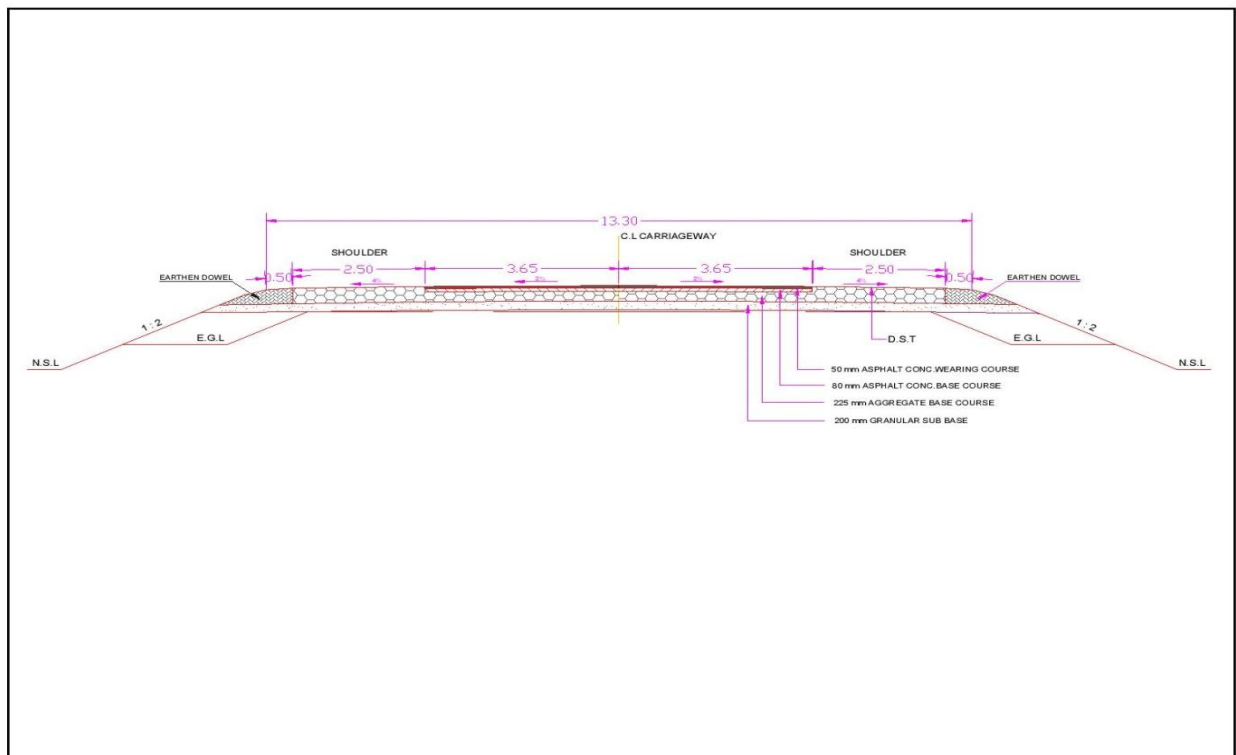 13.30
C.L CARRIAGEWAY
SHOULDER
SHOULDER
EARTHEN DOWEL
0.50
2.50
3.65
3.65
2.50
0.50
EARTHEN DOWEL
1:2
1:2
E.G.L
D.S.T
E.G.L
N.S.L
N.S.L
50 mm ASPHALT CONC.WEARING COURSE
80 mm ASPHALT CONC.BASE COURSE
225 mm AGGREGATE BASE COURSE
200 mm GRANULAR SUB BASE